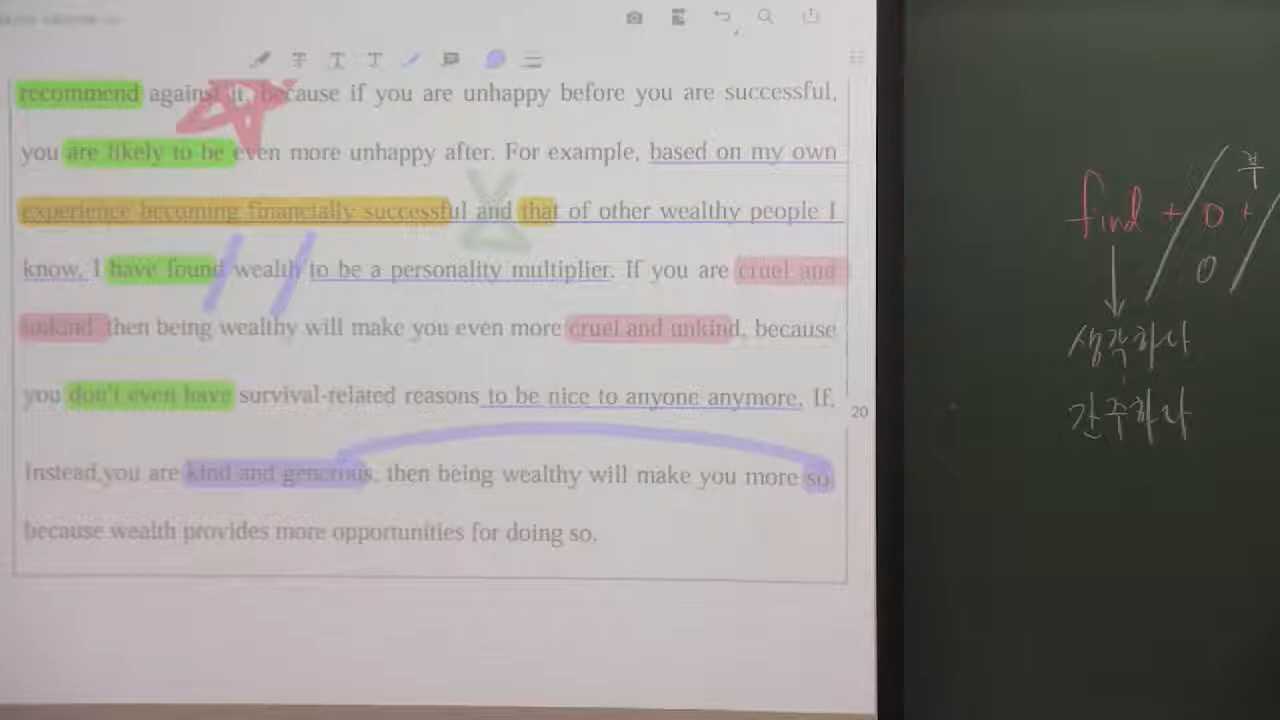 recommend against it, because if you are unhappy before you are successful,
you are likely to be even more unhappy after. For example, based on my own
experience becoming financially successful and that of other wealthy people I
know, I have found wealth to be a personality multiplier. If you are cruel and
unkind then being wealthy will make you even more cruel and unkind, because
you don't even have survival-related reasons to be nice to anyone anymore. If,
20
Instead you are kind and generous, then being wealthy will make you more so
because wealth provides more opportunities for doing so.
부
find + O +
O
생각하다
간주하다